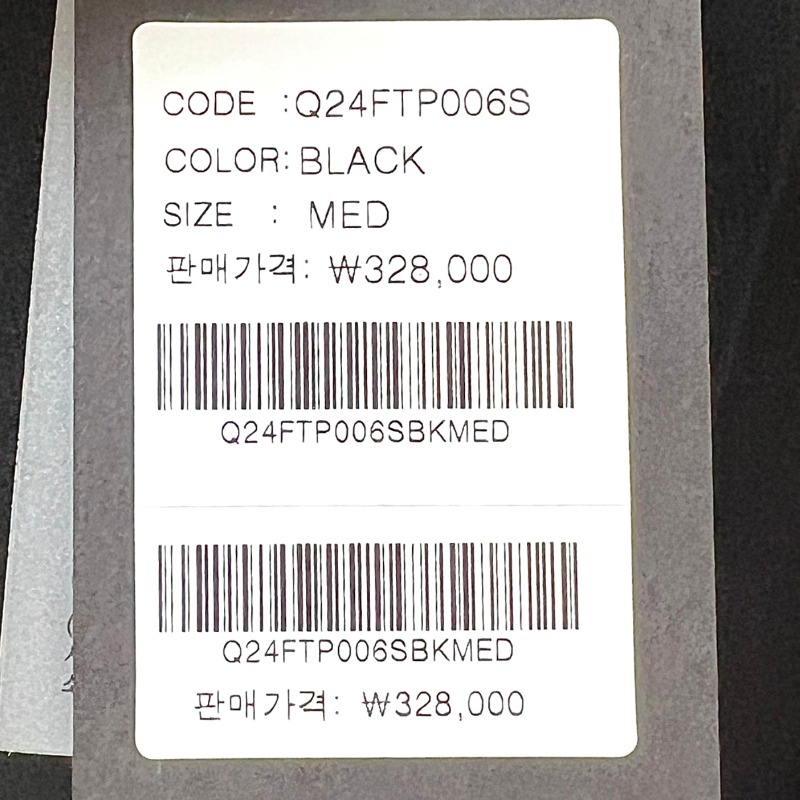 CODE :Q24FTP006S
COLOR: BLACK
SIZE : MED
판매가격: ₩328,000
Q24FTP006SBKMED
Q24FTP006SBKMED
판매가격: ₩328,000